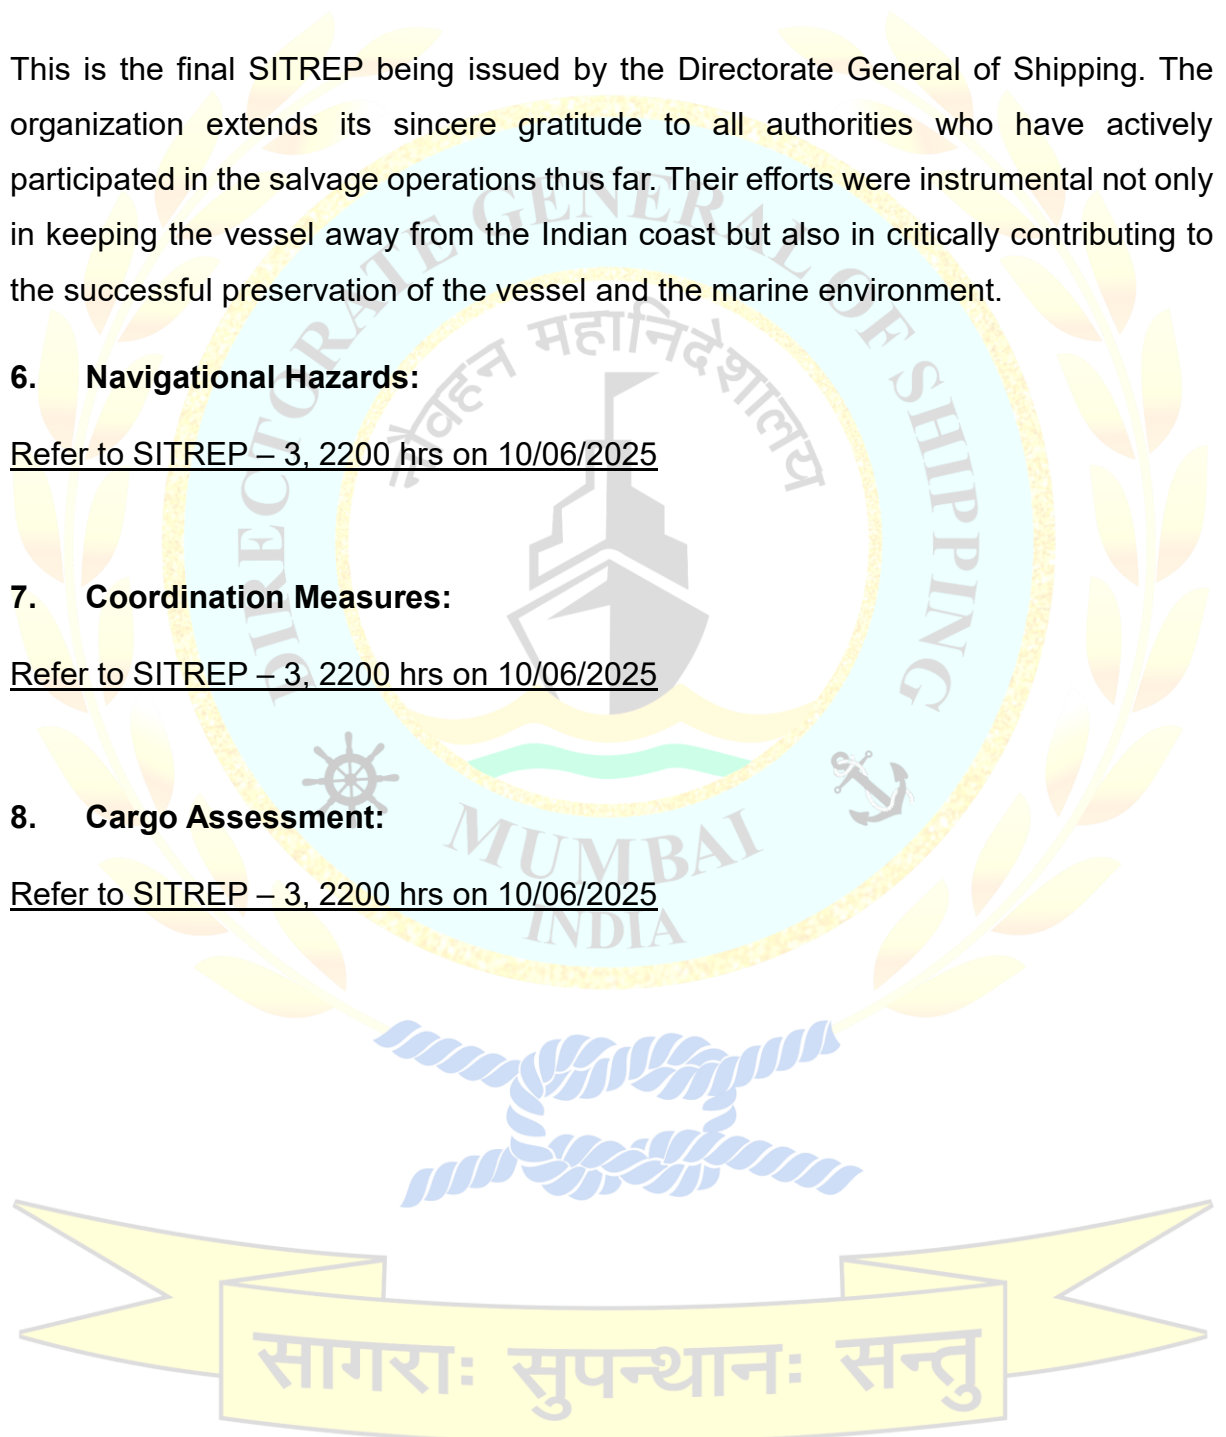 This is the final SITREP being issued by the Directorate General of Shipping. The
organization extends its sincere gratitude to all authorities who have actively
participated in the salvage operations thus far. Their efforts were instrumental not only
in keeping the vessel away from the Indian coast but also in critically contributing to
the successful preservation of the vessel and the marine environment.
6. Navigational Hazards:
Refer to SITREP – 3, 2200 hrs on 10/06/2025
7. Coordination Measures:
Refer to SITREP – 3, 2200 hrs on 10/06/2025
8. Cargo Assessment:
Refer to SITREP – 3, 2200 hrs on 10/06/2025
DIRECTORATE GENERAL OF SHIPPING
नौवहन महानिदेशालय
MUMBAI
INDIA
सागराः सुपन्थानः सन्तु